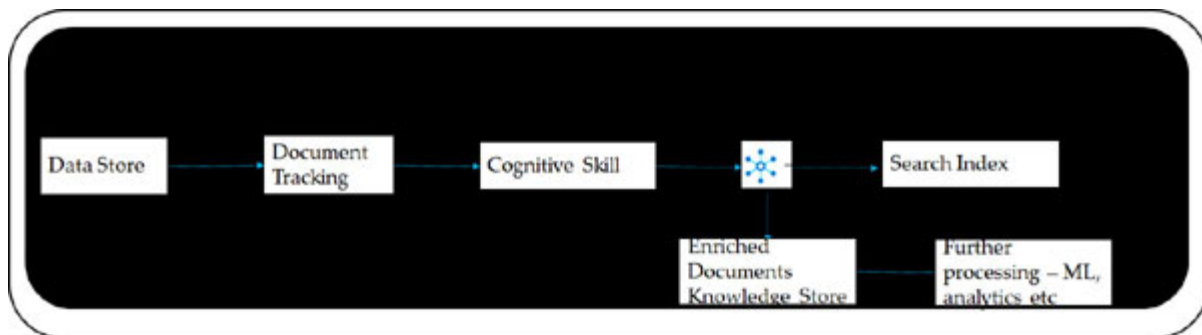 Data Store
Document
Tracking
Cognitive Skill
Search Index
Enriched
Documents
Knowledge Store
Further
processing – ML,
analytics etc